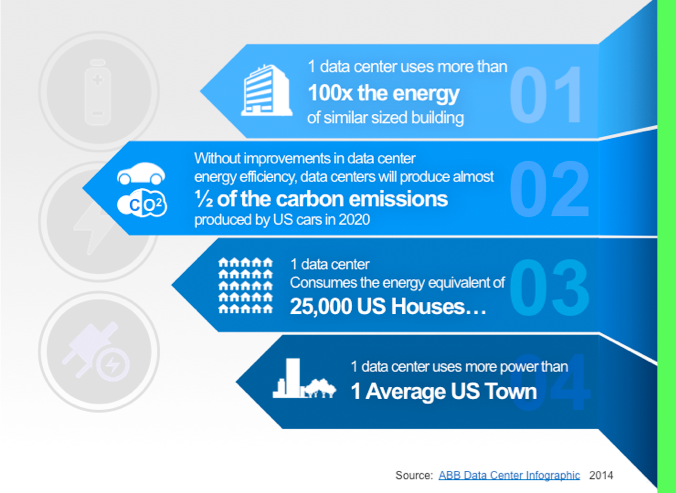 1 data center uses more than
100x the energy
of similar sized building
01
Without improvements in data center
energy efficiency, data centers will produce almost
½ of the carbon emissions
produced by US cars in 2020
02
CO2
1 data center
Consumes the energy equivalent of
25,000 US Houses…
03
1 data center uses more power than
1 Average US Town
04
Source: ABB Data Center Infographic 2014